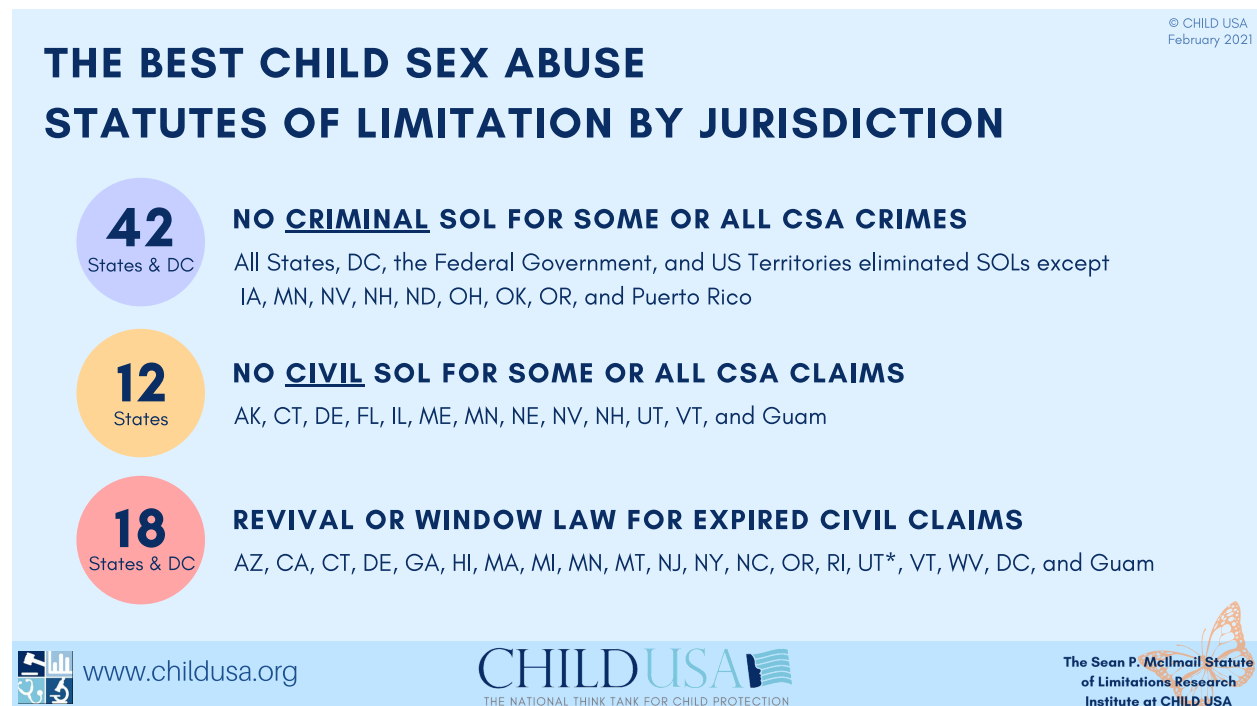 © CHILD USA
February 2021
THE BEST CHILD SEX ABUSE
STATUTES OF LIMITATION BY JURISDICTION
42
States & DC
NO CRIMINAL SOL FOR SOME OR ALL CSA CRIMES
All States, DC, the Federal Government, and US Territories eliminated SOLs except
IA, MN, NV, NH, ND, OH, OK, OR, and Puerto Rico
12
States
NO CIVIL SOL FOR SOME OR ALL CSA CLAIMS
AK, CT, DE, FL, IL, ME, MN, NE, NV, NH, UT, VT, and Guam
18
States & DC
REVIVAL OR WINDOW LAW FOR EXPIRED CIVIL CLAIMS
AZ, CA, CT, DE, GA, HI, MA, MI, MN, MT, NJ, NY, NC, OR, RI, UT*, VT, WV, DC, and Guam
www.childusa.org
CHILD USA
THE NATIONAL THINK TANK FOR CHILD PROTECTION
The Sean P. McIlmail Statute
of Limitations Research
Institute at CHILD USA